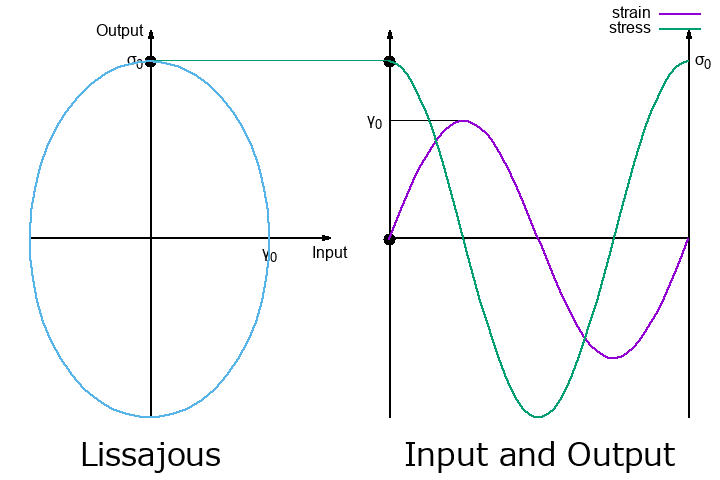 strain
stress
Output
σ0
σ0
γ0
γ0
Input
Lissajous
Input and Output